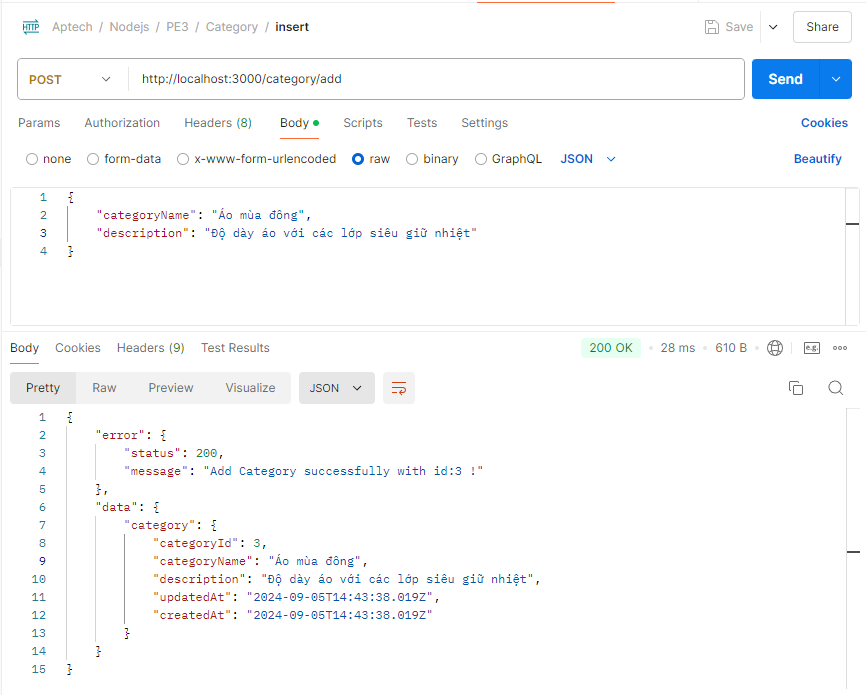 HTTP Aptech / Nodejs / PE3 / Category / insert Save Share
POST http://localhost:3000/category/add Send
Params Authorization Headers (8) Body Scripts Tests Settings Cookies
none form-data x-www-form-urlencoded raw binary GraphQL JSON Beautify
1 {
2 "categoryName": "Áo mùa đông",
3 "description": "Độ dày áo với các lớp siêu giữ nhiệt"
4 }
Body Cookies Headers (9) Test Results 200 OK 28 ms 610 B e.g.
Pretty Raw Preview Visualize JSON
1 {
2 "error": {
3 "status": 200,
4 "message": "Add Category successfully with id:3 !"
5 },
6 "data": {
7 "category": {
8 "categoryId": 3,
9 "categoryName": "Áo mùa đông",
10 "description": "Độ dày áo với các lớp siêu giữ nhiệt",
11 "updatedAt": "2024-09-05T14:43:38.019Z",
12 "createdAt": "2024-09-05T14:43:38.019Z"
13 }
14 }
15 }